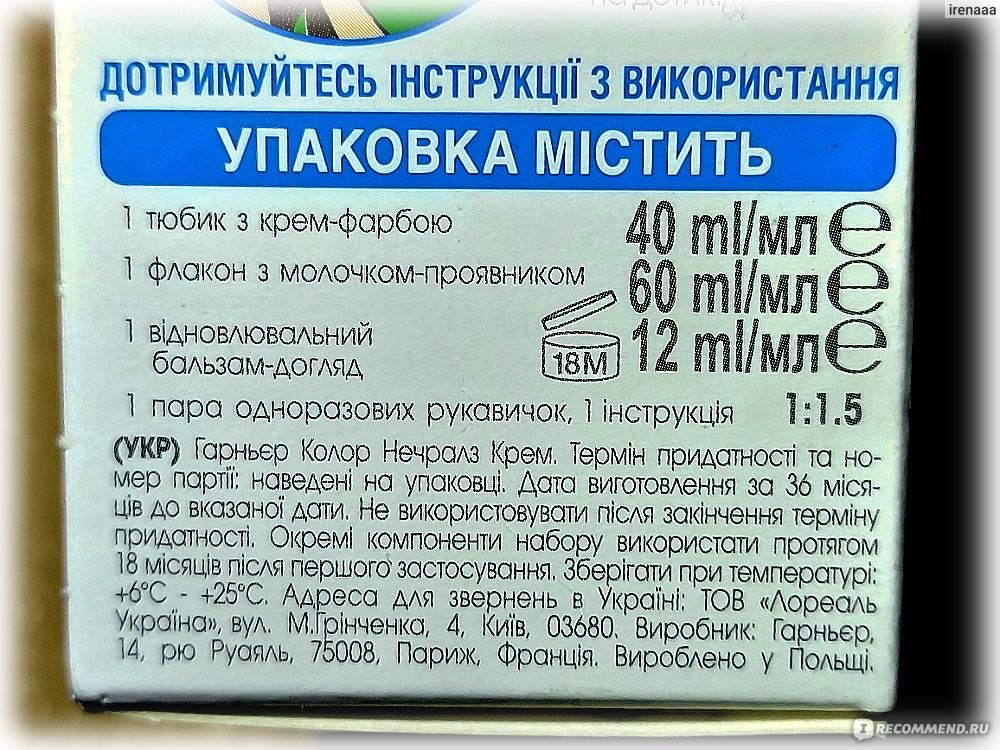 irenaaa
ДОТРИМУЙТЕСЬ ІНСТРУКЦІЇ З ВИКОРИСТАННЯ
УПАКОВКА МІСТИТЬ
1 тюбик з крем-фарбою 40 ml/мл ℮
1 флакон з молочком-проявником 60 ml/мл ℮
1 відновлювальний
бальзам-догляд 18M 12 ml/мл ℮
1 пара одноразових рукавичок, 1 інструкція 1:1.5
(УКР) Гарньєр Колор Нечралз Крем. Термін придатності та но-
мер партії: наведені на упаковці. Дата виготовлення за 36 міся-
ців до вказаної дати. Не використовувати після закінчення терміну
придатності. Окремі компоненти набору використати протягом
18 місяців після першого застосування. Зберігати при температурі:
+6°C - +25°C. Адреса для звернень в Україні: ТОВ «Лореаль
Україна», вул. М.Грінченка, 4, Київ, 03680. Виробник: Гарньєр,
14, рю Руаяль, 75008, Париж, Франція. Вироблено у Польщі.
IRECOMMEND.RU